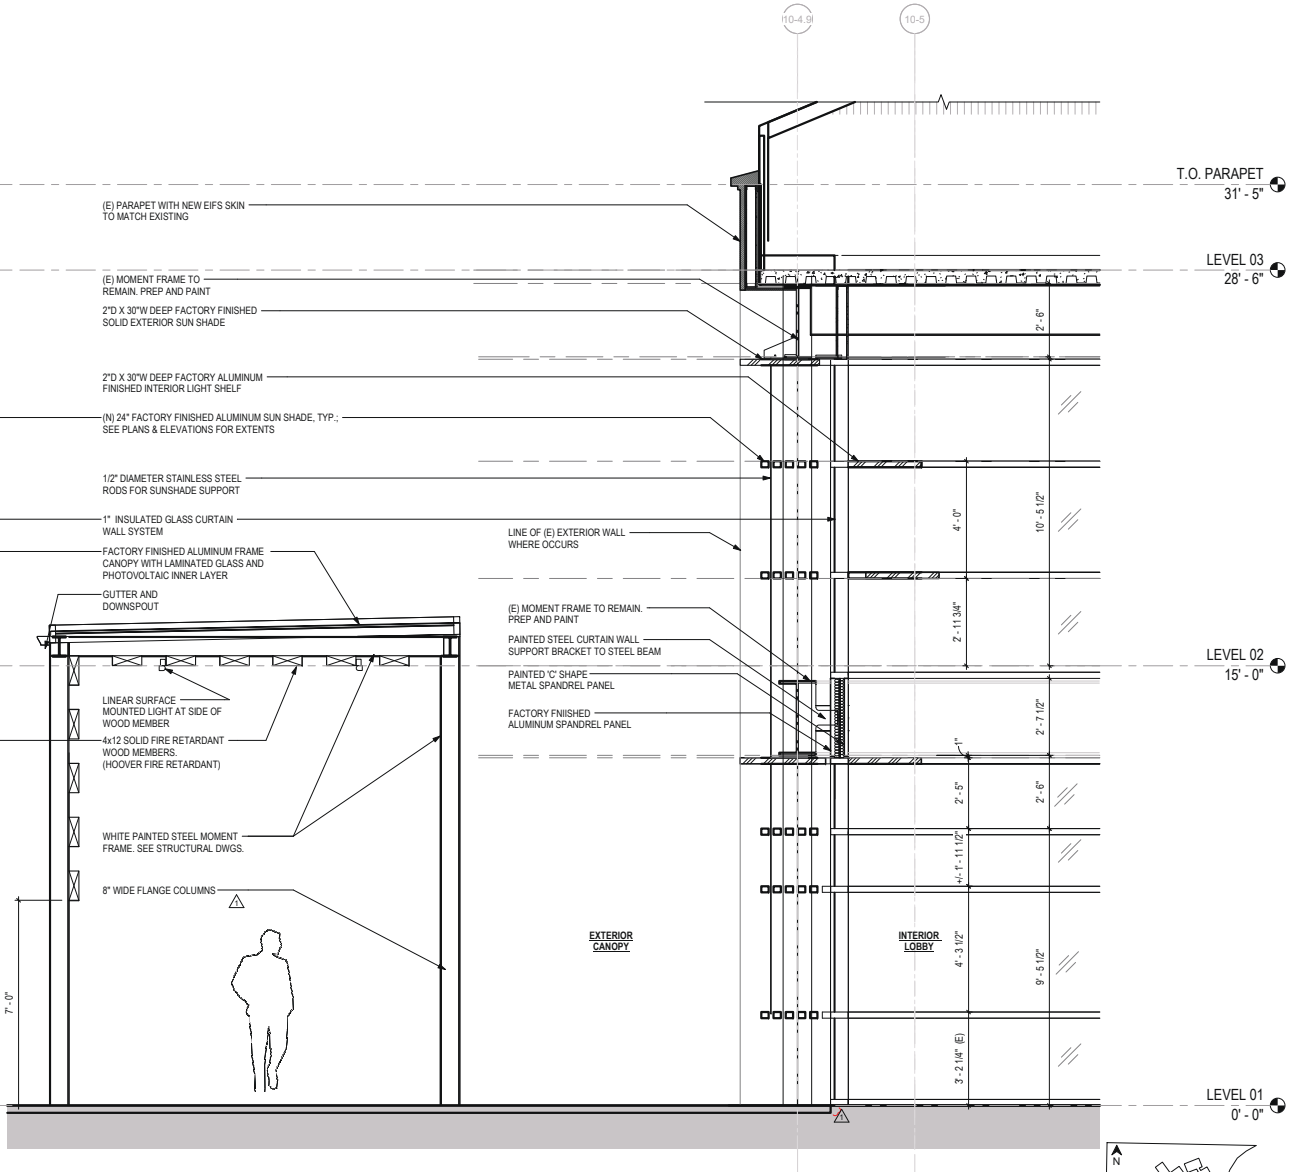 10-4.9
10-5
T.O. PARAPET
31' - 5"
(E) PARAPET WITH NEW EIFS SKIN
TO MATCH EXISTING
LEVEL 03
28' - 6"
(E) MOMENT FRAME TO
REMAIN. PREP AND PAINT
2"D X 30"W DEEP FACTORY FINISHED
SOLID EXTERIOR SUN SHADE
2' - 6"
2"D X 30"W DEEP FACTORY ALUMINUM
FINISHED INTERIOR LIGHT SHELF
(N) 24" FACTORY FINISHED ALUMINUM SUN SHADE, TYP.;
SEE PLANS & ELEVATIONS FOR EXTENTS
1/2" DIAMETER STAINLESS STEEL
RODS FOR SUNSHADE SUPPORT
1" INSULATED GLASS CURTAIN
WALL SYSTEM
4' - 0"
10' - 5 1/2"
LINE OF (E) EXTERIOR WALL
WHERE OCCURS
FACTORY FINISHED ALUMINUM FRAME
CANOPY WITH LAMINATED GLASS AND
PHOTOVOLTAIC INNER LAYER
GUTTER AND
DOWNSPOUT
(E) MOMENT FRAME TO REMAIN.
PREP AND PAINT
2' - 11 3/4"
PAINTED STEEL CURTAIN WALL
SUPPORT BRACKET TO STEEL BEAM
LEVEL 02
15' - 0"
PAINTED 'C' SHAPE
METAL SPANDREL PANEL
LINEAR SURFACE
MOUNTED LIGHT AT SIDE OF
WOOD MEMBER
FACTORY FNIISHED
ALUMINUM SPANDREL PANEL
2' - 7 1/2"
1"
4x12 SOLID FIRE RETARDANT
WOOD MEMBERS.
(HOOVER FIRE RETARDANT)
2' - 5"
2' - 6"
WHITE PAINTED STEEL MOMENT
FRAME. SEE STRUCTURAL DWGS.
+/- 1' - 11 1/2"
8" WIDE FLANGE COLUMNS
1
EXTERIOR
CANOPY
INTERIOR
LOBBY
4' - 3 1/2"
9' - 5 1/2"
7' - 0"
3' - 2 1/4" (E)
LEVEL 01
0' - 0"
1
N